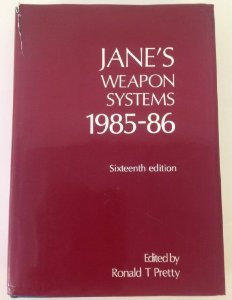 JANE'S
WEAPON
SYSTEMS
1985-86
Sixteenth edition
Edited by
Ronald T Pretty